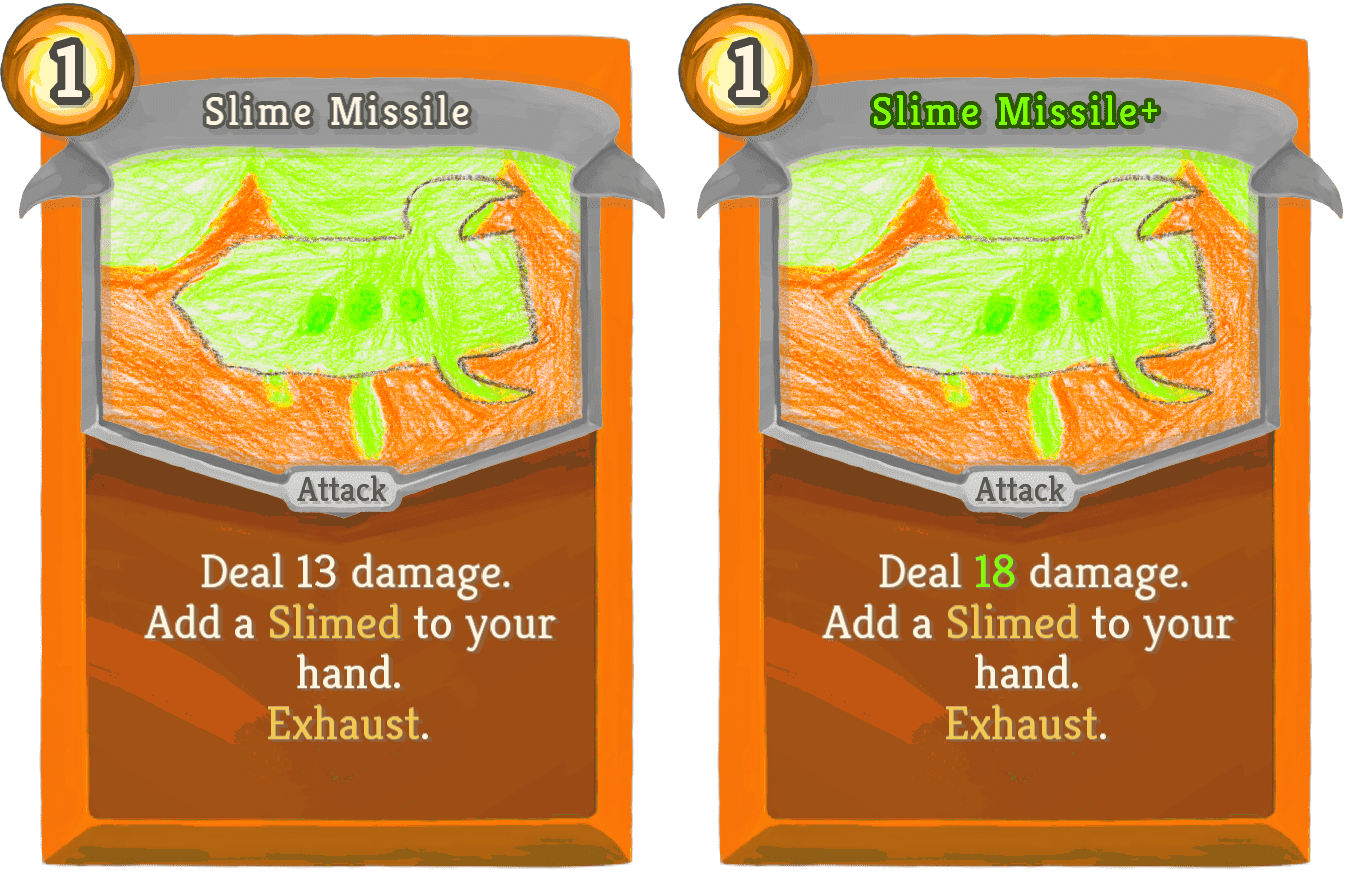 1
Slime Missile
Attack
Deal 13 damage.
Add a Slimed to your
hand.
Exhaust.
1
Slime Missile+
Attack
Deal 18 damage.
Add a Slimed to your
hand.
Exhaust.